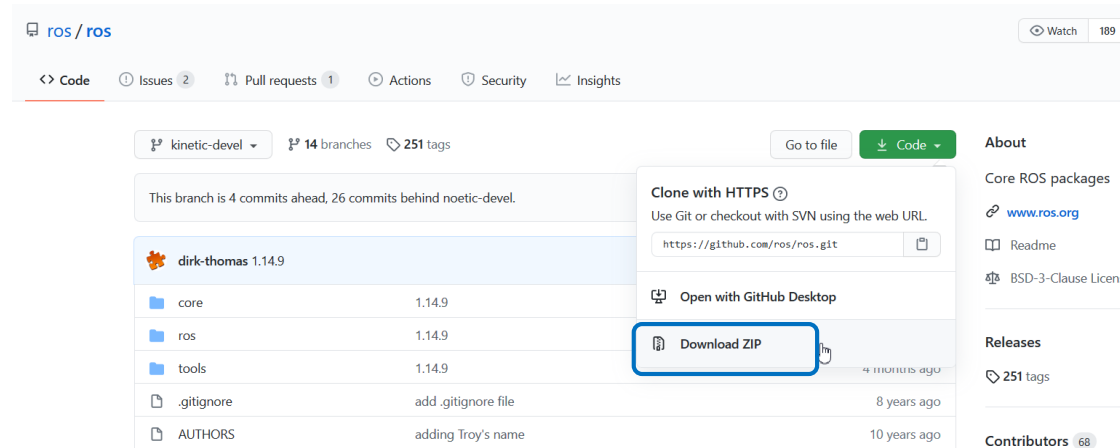 ros / ros
Watch 189
Code Issues 2 Pull requests 1 Actions Security Insights
kinetic-devel 14 branches 251 tags Go to file Code
This branch is 4 commits ahead, 26 commits behind noetic-devel.
dirk-thomas 1.14.9
core 1.14.9
ros 1.14.9
tools 1.14.9 4 months ago
.gitignore add .gitignore file 8 years ago
AUTHORS adding Troy's name 10 years ago
Clone with HTTPS ?
Use Git or checkout with SVN using the web URL.
https://github.com/ros/ros.git
Open with GitHub Desktop
Download ZIP
About
Core ROS packages
www.ros.org
Readme
BSD-3-Clause Licen
Releases
251 tags
Contributors 68